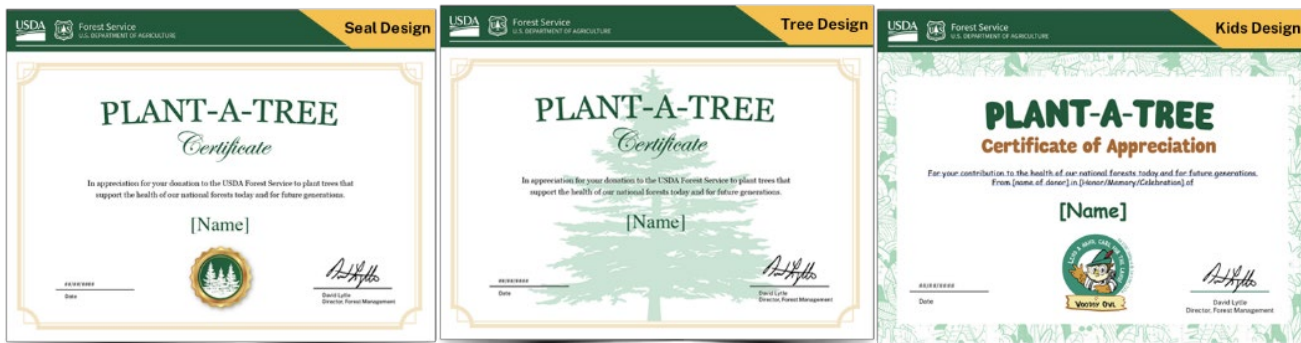 USDA
Forest Service
U.S. DEPARTMENT OF AGRICULTURE
Seal Design
PLANT-A-TREE
Certificate
In appreciation for your donation to the USDA Forest Service to plant trees that
support the health of our national forests today and for future generations.
[Name]
##/##/####
Date
David Lytle
Director, Forest Management
USDA
Forest Service
U.S. DEPARTMENT OF AGRICULTURE
Tree Design
PLANT-A-TREE
Certificate
In appreciation for your donation to the USDA Forest Service to plant trees that
support the health of our national forests today and for future generations.
[Name]
##/##/####
Date
David Lytle
Director, Forest Management
USDA
Forest Service
U.S. DEPARTMENT OF AGRICULTURE
Kids Design
PLANT-A-TREE
Certificate of Appreciation
For your contribution to the health of our national forests today and for future generations.
From [name of donor] in [Honor/Memory/Celebration] of
[Name]
LEND A HAND, CARE FOR THE LAND
WOODSY OWL
##/##/####
Date
David Lytle
Director, Forest Management